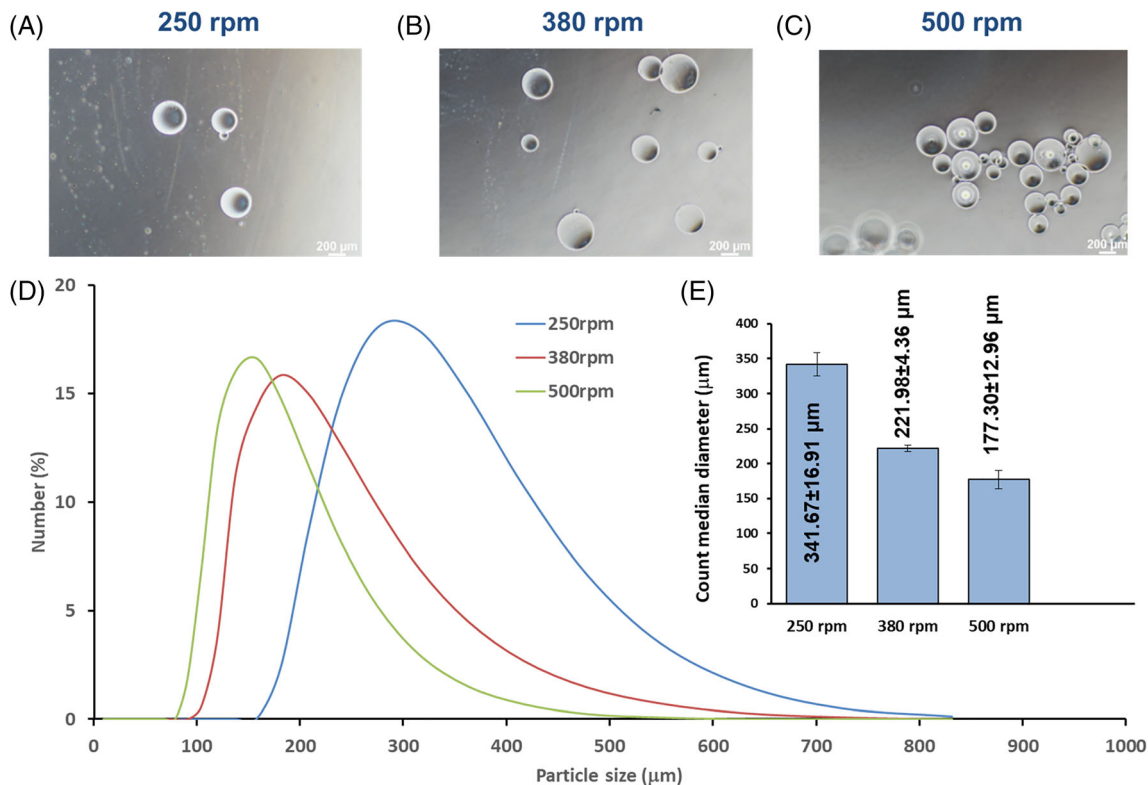 (A)
250 rpm
(B)
380 rpm
(C)
500 rpm
200 µm
200 µm
200 µm
(D)
20
15
10
5
0
Number (%)
0 100 200 300 400 500 600 700 800 900 1000
Particle size (µm)
250rpm
380rpm
500rpm
(E)
400
350
300
250
200
150
100
50
0
Count median diameter (µm)
341.67±16.91 µm
221.98±4.36 µm
177.30±12.96 µm
250 rpm 380 rpm 500 rpm